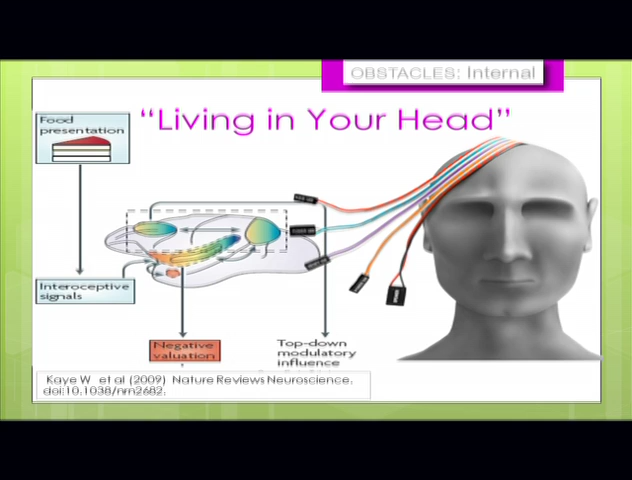 OBSTACLES: Internal
“Living in Your Head”
Food
presentation
Interoceptive
signals
Negative
valuation
Top-down
modulatory
influence
Kaye W et al (2009) Nature Reviews Neuroscience,
doi:10.1038/nrn2682.